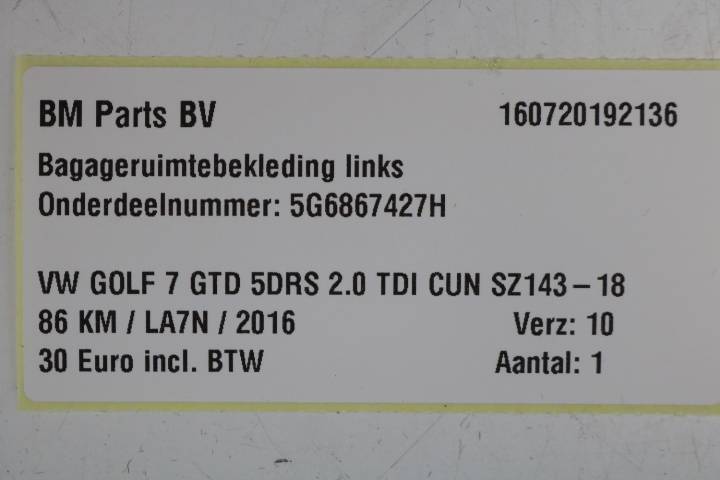 BM Parts BV 160720192136
Bagageruimtebekleding links
Onderdeelnummer: 5G6867427H
VW GOLF 7 GTD 5DRS 2.0 TDI CUN SZ143 – 18
86 KM / LA7N / 2016 Verz: 10
30 Euro incl. BTW Aantal: 1